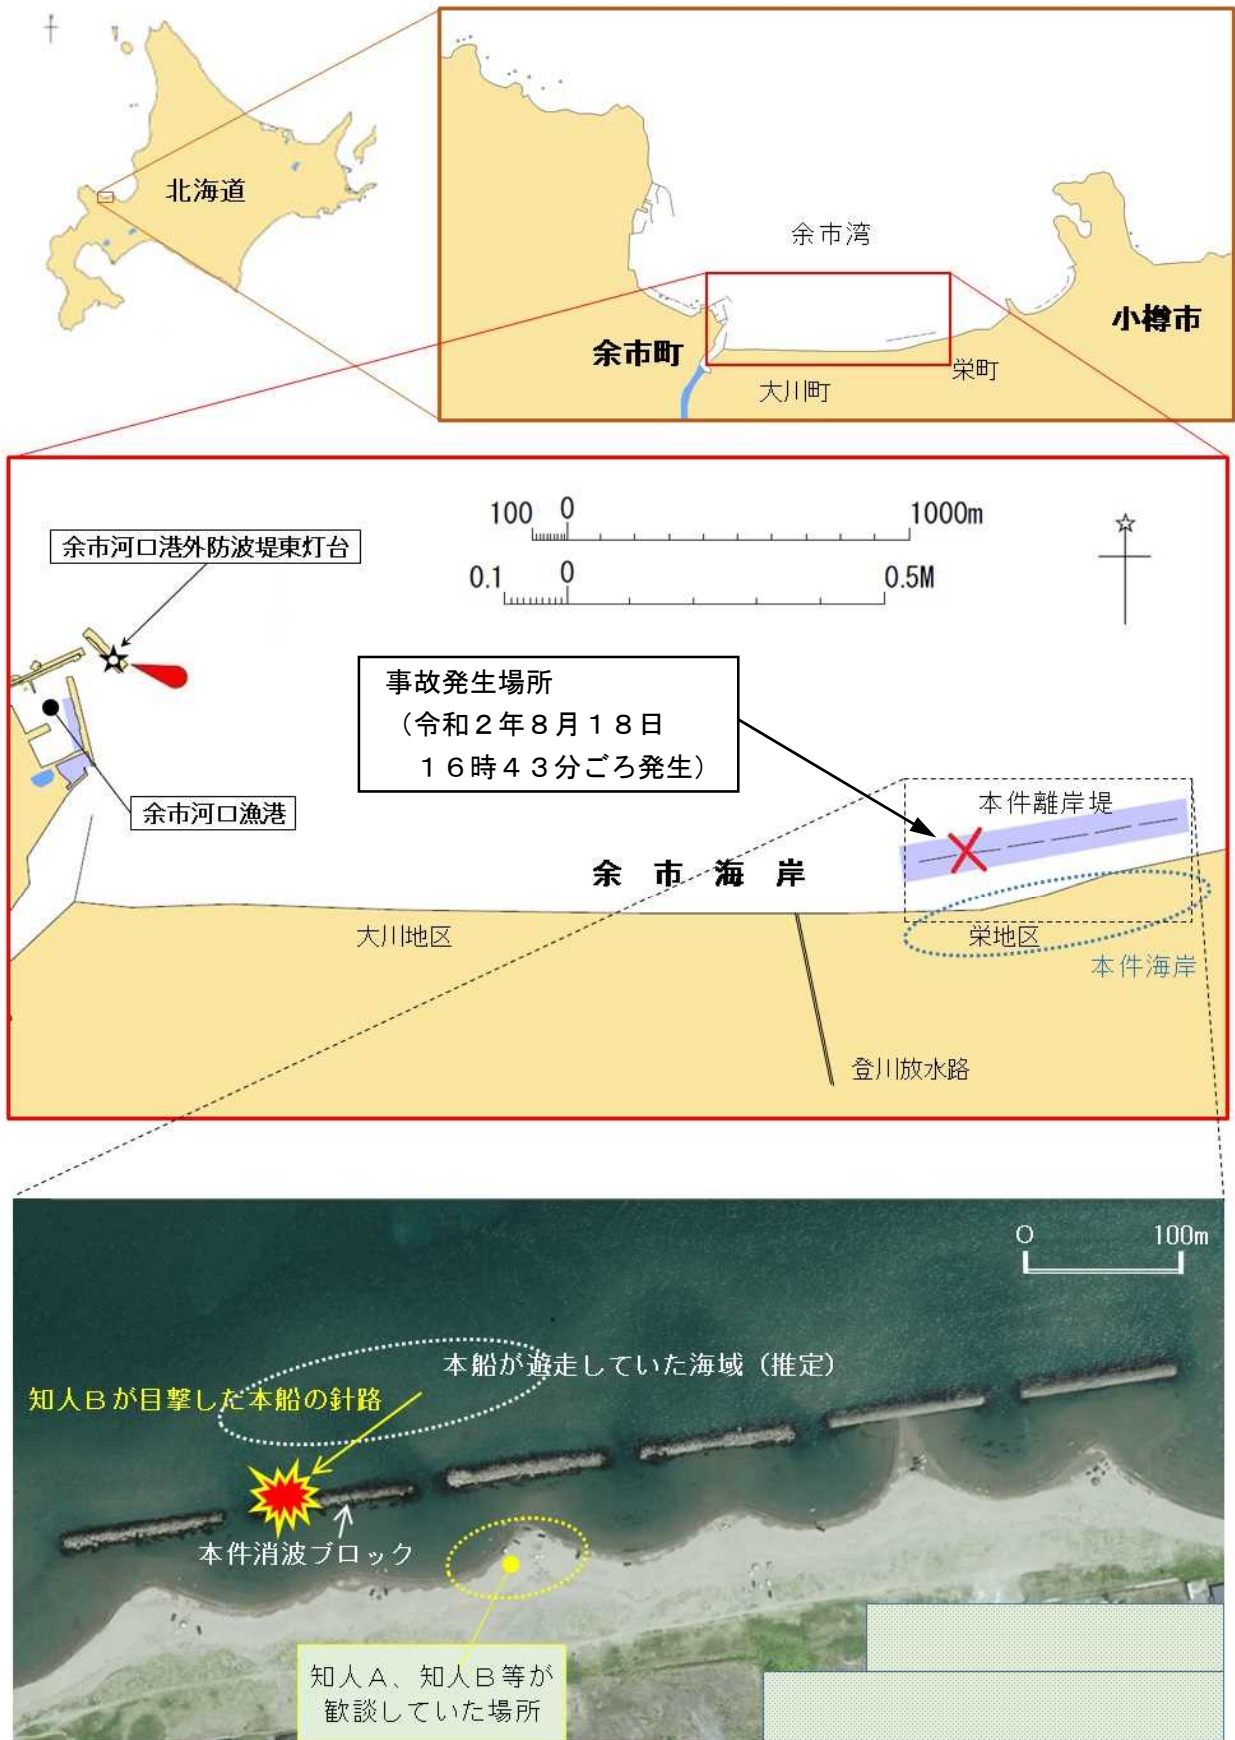 北海道
余市湾
小樽市
余市町
栄町
大川町
100 0 1000m
余市河口港外防波堤東灯台
0.1 0 0.5M
事故発生場所
（令和２年８月１８日
１６時４３分ごろ発生）
本件離岸堤
余市河口漁港
余市海岸
大川地区
栄地区
本件海岸
登川放水路
0 100m
本船が遊走していた海域（推定）
知人Ｂが目撃した本船の針路
本件消波ブロック
知人Ａ、知人Ｂ等が
歓談していた場所